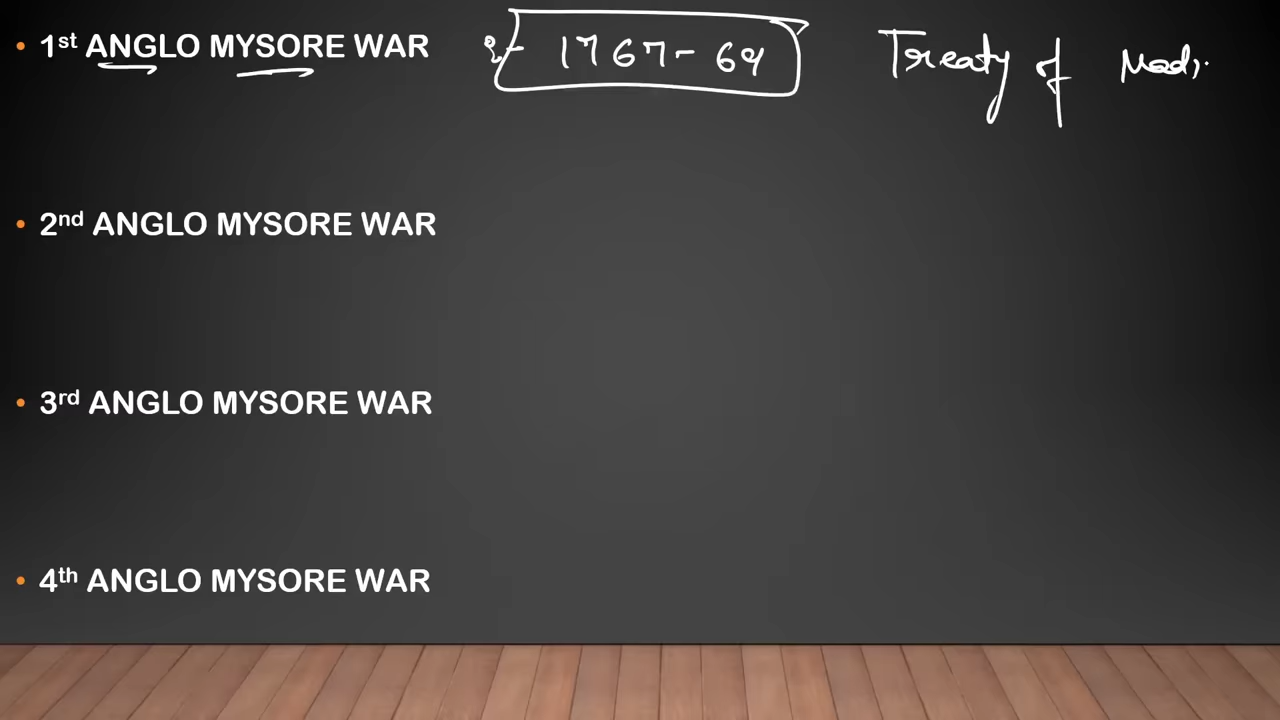 • 1st ANGLO MYSORE WAR :- 1767-69 Treaty of
• 2nd ANGLO MYSORE WAR
• 3rd ANGLO MYSORE WAR
• 4th ANGLO MYSORE WAR